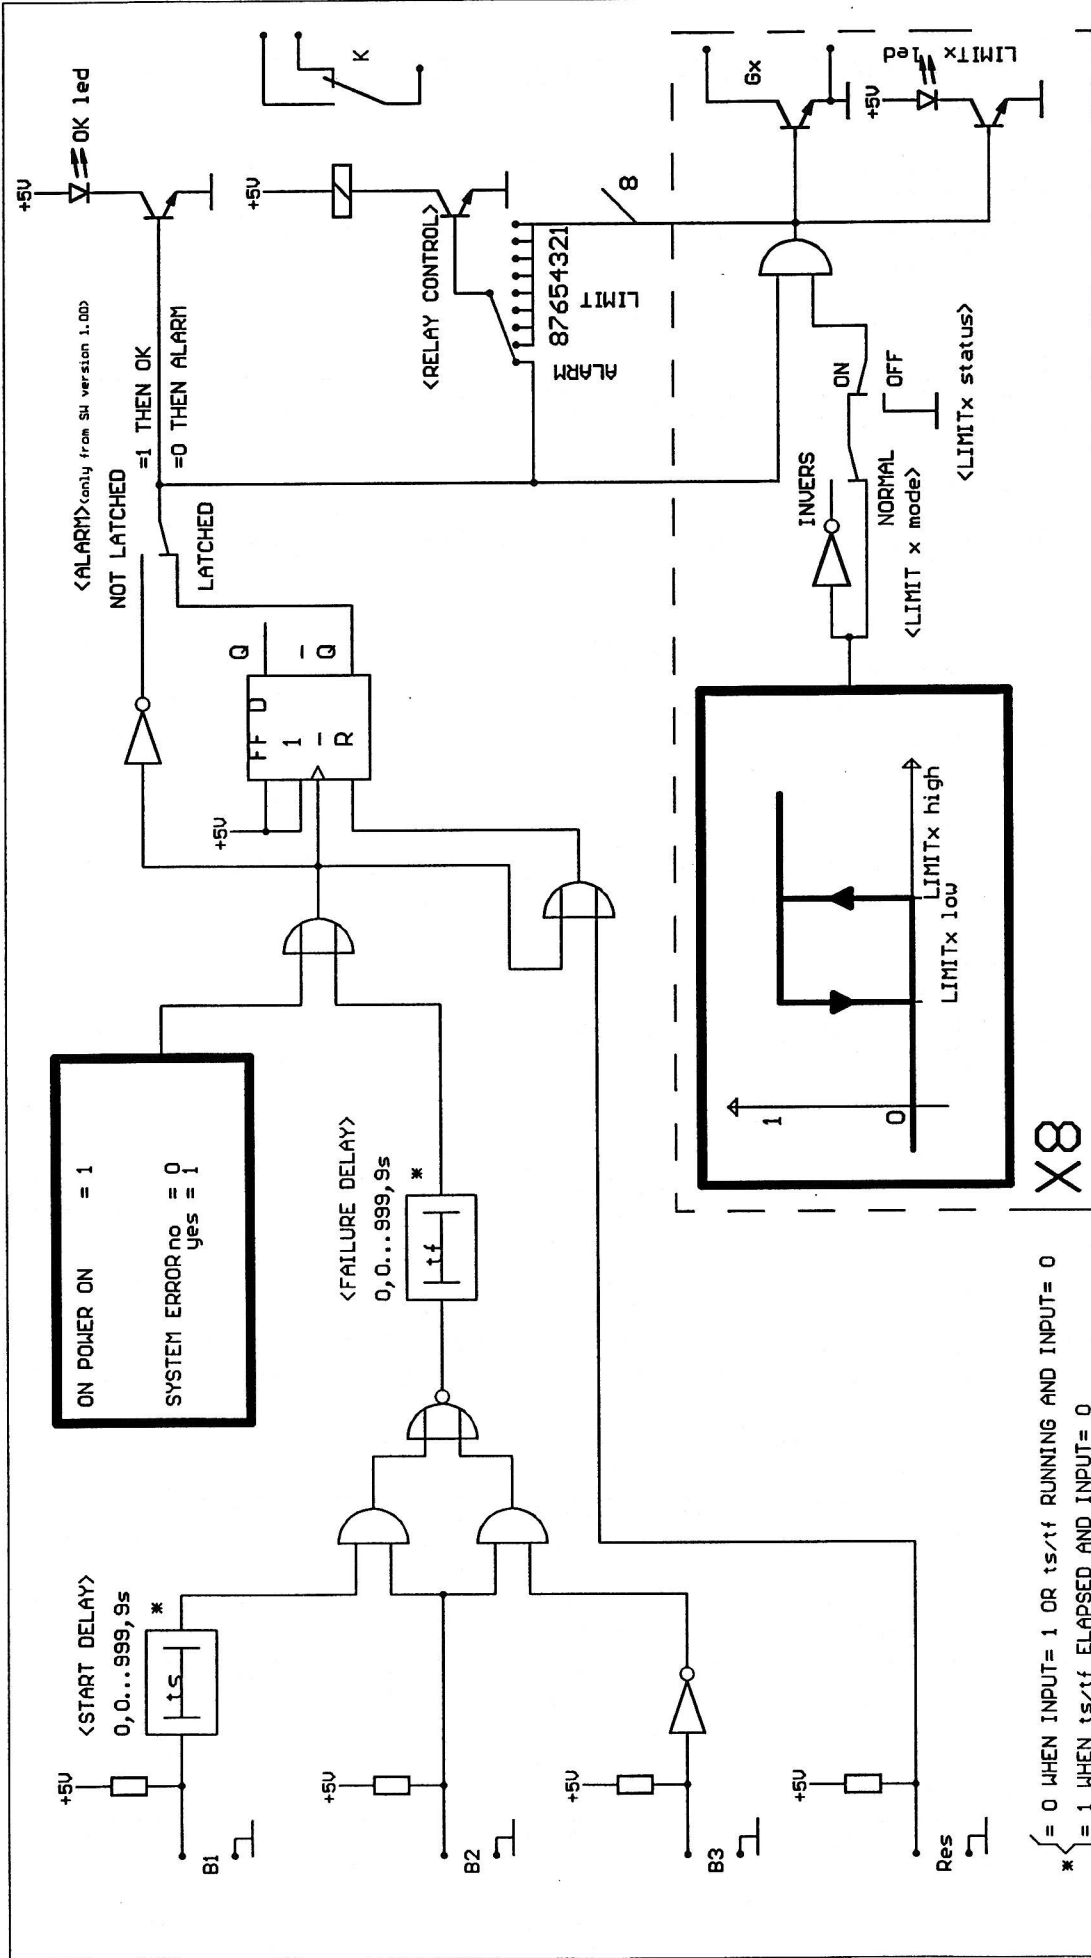 +5V
OK led
<ALARM>(only from SW version 1.00)
NOT LATCHED
=1 THEN OK
=0 THEN ALARM
LATCHED
K
+5V
<RELAY CONTROL>
87654321
LIMIT
ALARM
8
Gx
+5V
LIMITx led
ON POWER ON = 1
SYSTEM ERROR no = 0
yes = 1
+5V
FF D
1
R
Q
Q
<START DELAY>
0,0...999,9s
*
ts
+5V
B1
<FAILURE DELAY>
0,0...999,9s
*
tf
+5V
B2
+5V
B3
+5V
Res
INVERS
NORMAL
<LIMIT x mode>
ON
OFF
<LIMITx status>
1
0
LIMITx low
LIMITx high
X8
* = 0 WHEN INPUT= 1 OR ts/tf RUNNING AND INPUT= 0
= 1 WHEN ts/tf ELAPSED AND INPUT= 0